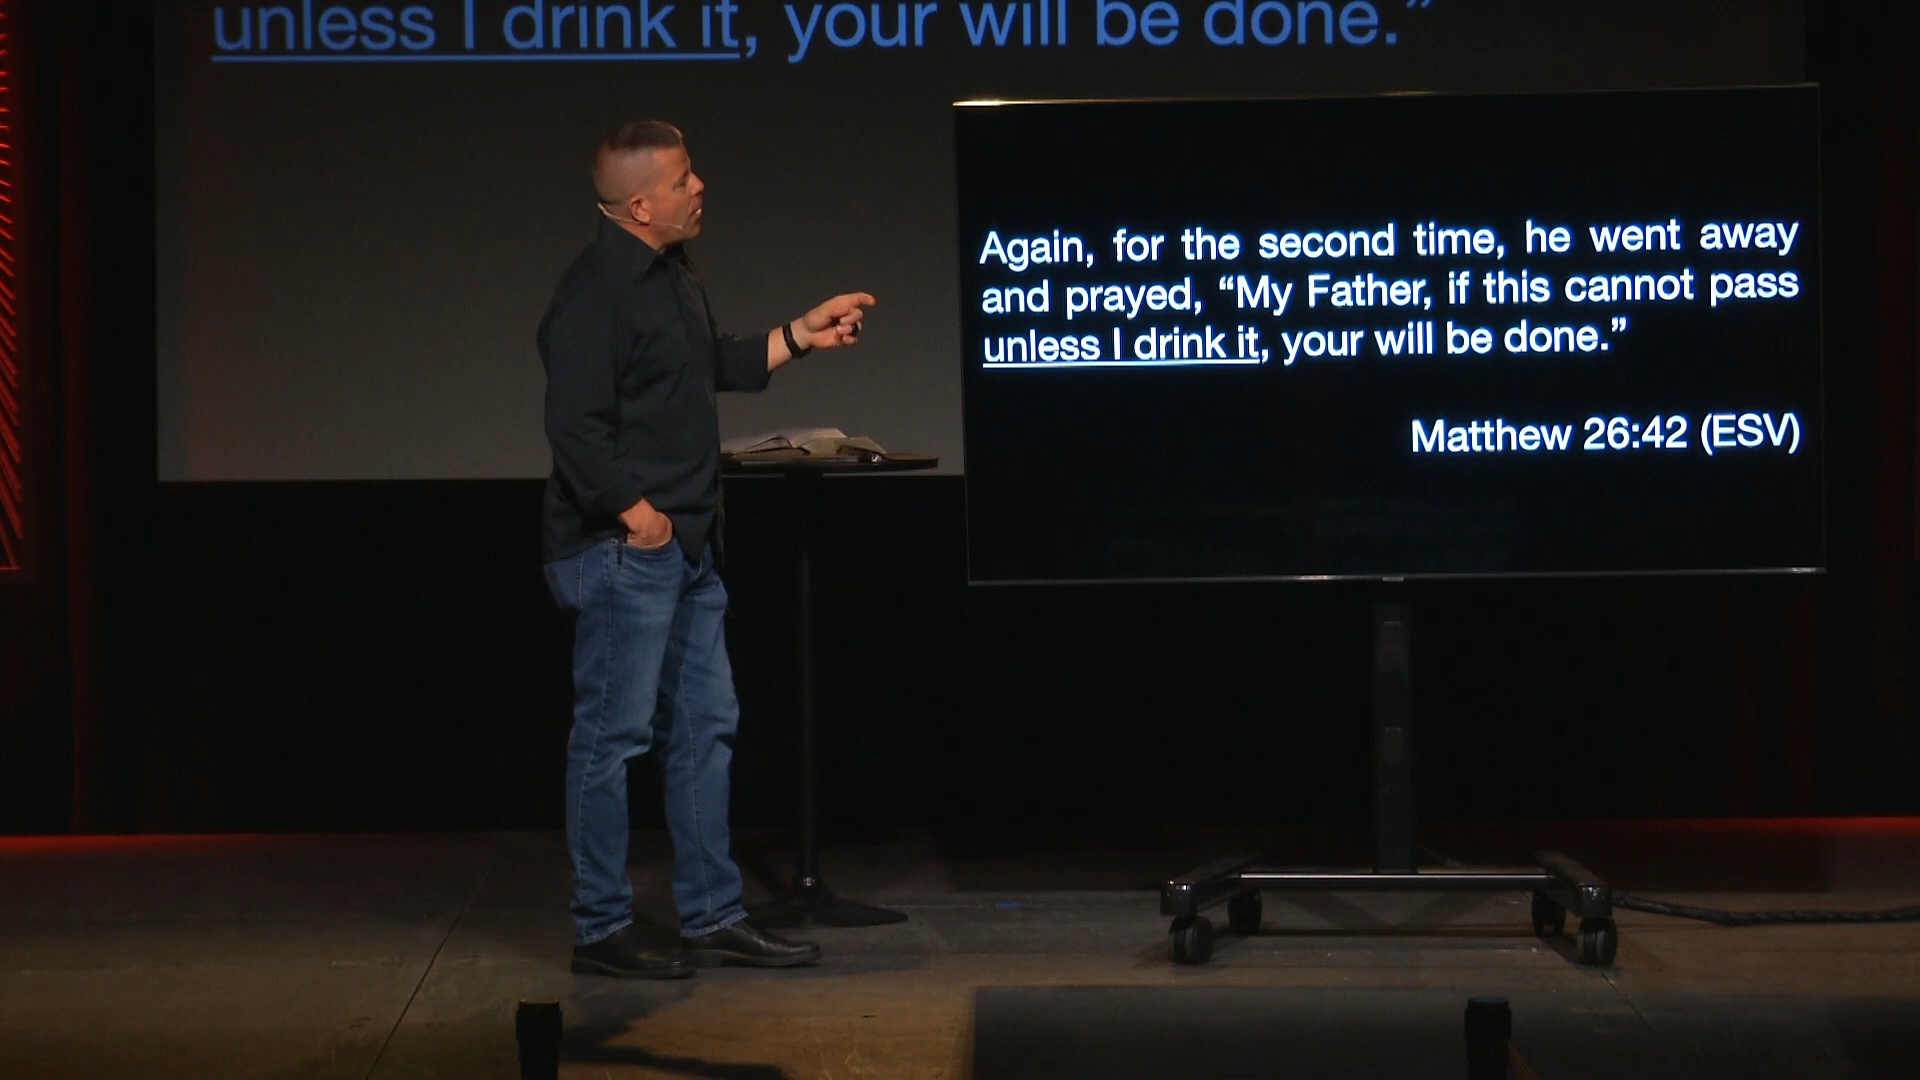 unless I drink it, your will be done.”
Again, for the second time, he went away
and prayed, “My Father, if this cannot pass
unless I drink it, your will be done.”
Matthew 26:42 (ESV)